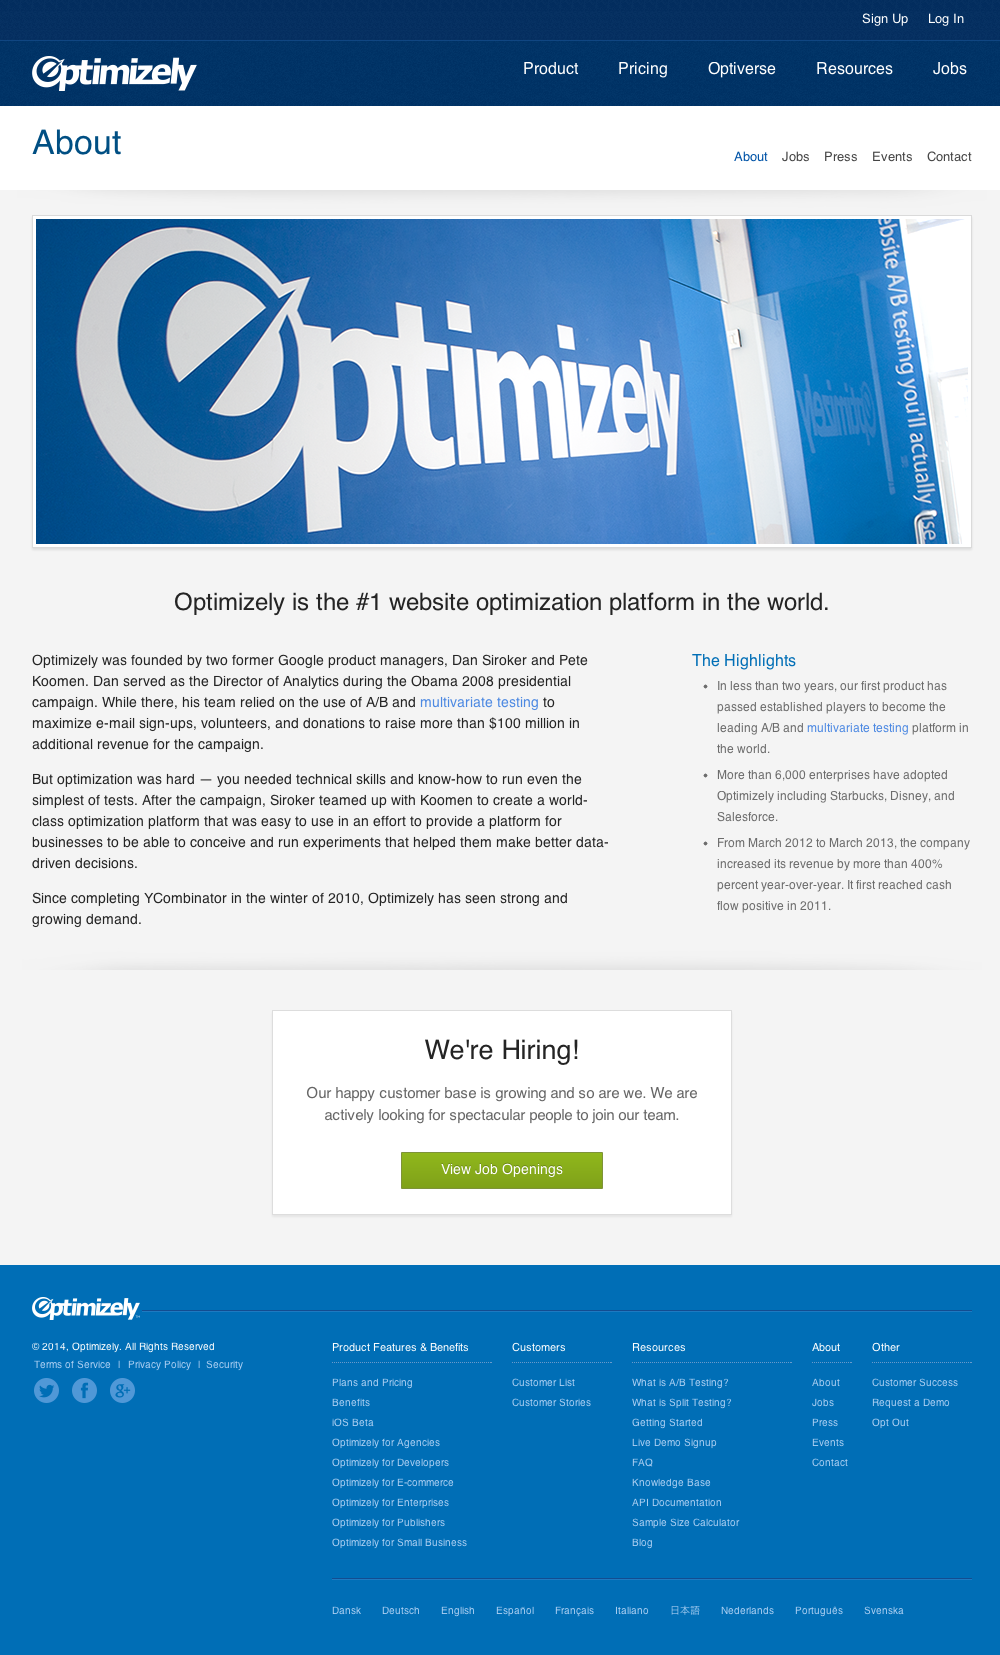 Sign Up Log In
Optimizely Product Pricing Optiverse Resources Jobs
About
About Jobs Press Events Contact
Optimizely
ebsite A/B testing you'll actually use.
Optimizely
Optimizely is the #1 website optimization platform in the world.
Optimizely was founded by two former Google product managers, Dan Siroker and Pete
Koomen. Dan served as the Director of Analytics during the Obama 2008 presidential
campaign. While there, his team relied on the use of A/B and multivariate testing to
maximize e-mail sign-ups, volunteers, and donations to raise more than $100 million in
additional revenue for the campaign.
But optimization was hard — you needed technical skills and know-how to run even the
simplest of tests. After the campaign, Siroker teamed up with Koomen to create a world-
class optimization platform that was easy to use in an effort to provide a platform for
businesses to be able to conceive and run experiments that helped them make better data-
driven decisions.
Since completing YCombinator in the winter of 2010, Optimizely has seen strong and
growing demand.
The Highlights
• In less than two years, our first product has
passed established players to become the
leading A/B and multivariate testing platform in
the world.
• More than 6,000 enterprises have adopted
Optimizely including Starbucks, Disney, and
Salesforce.
• From March 2012 to March 2013, the company
increased its revenue by more than 400%
percent year-over-year. It first reached cash
flow positive in 2011.
We're Hiring!
Our happy customer base is growing and so are we. We are
actively looking for spectacular people to join our team.
View Job Openings
Optimizely
© 2014, Optimizely. All Rights Reserved
Terms of Service | Privacy Policy | Security
Product Features & Benefits
Plans and Pricing
Benefits
iOS Beta
Optimizely for Agencies
Optimizely for Developers
Optimizely for E-commerce
Optimizely for Enterprises
Optimizely for Publishers
Optimizely for Small Business
Customers
Customer List
Customer Stories
Resources
What is A/B Testing?
What is Split Testing?
Getting Started
Live Demo Signup
FAQ
Knowledge Base
API Documentation
Sample Size Calculator
Blog
About
About
Jobs
Press
Events
Contact
Other
Customer Success
Request a Demo
Opt Out
Dansk Deutsch English Español Français Italiano 日本語 Nederlands Português Svenska